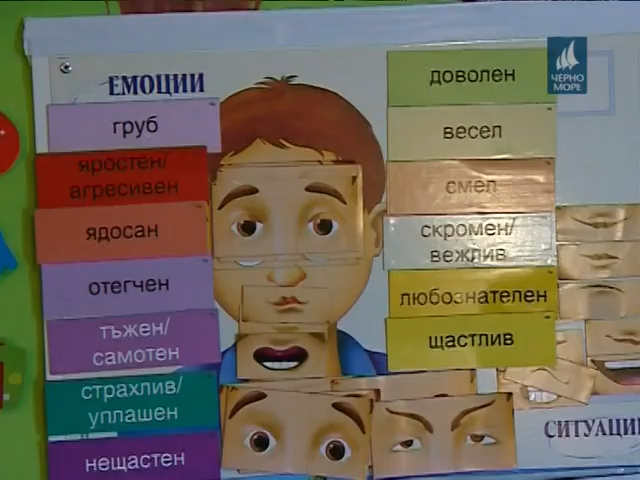 ЕМОЦИИ
груб
яростен/
агресивен
ядосан
отегчен
тъжен/
самотен
страхлив/
уплашен
нещастен
доволен
весел
смел
скромен/
вежлив
любознателен
щастлив
ЧЕРНО
МОРЕ
СИТУАЦИИ